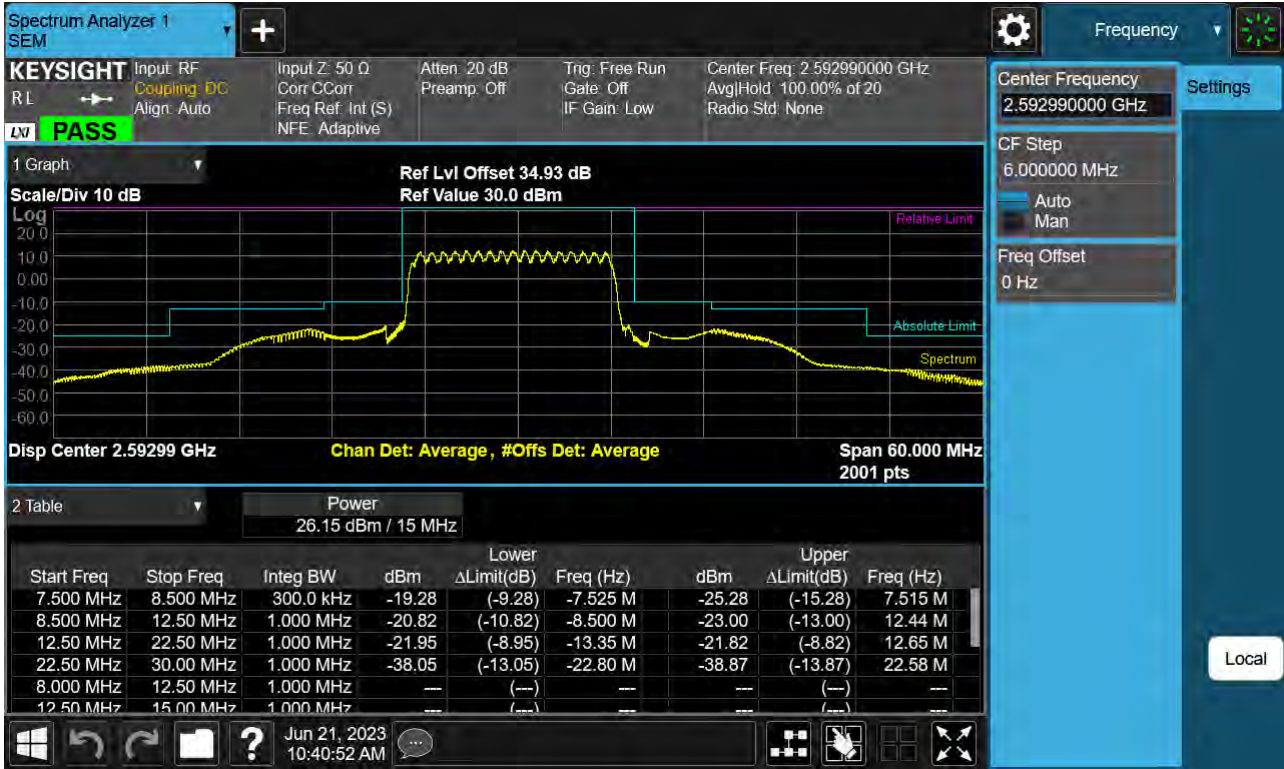 Spectrum Analyzer 1
SEM
Frequency
KEYSIGHT
R L
LXI
PASS
Input: RF
Coupling: DC
Align: Auto
Input Z: 50 Ω
Corr CCorr
Freq Ref: Int (S)
NFE: Adaptive
Atten: 20 dB
Preamp: Off
Trig: Free Run
Gate: Off
IF Gain: Low
Center Freq: 2.592990000 GHz
Avg|Hold: 100.00% of 20
Radio Std: None
Center Frequency
2.592990000 GHz
Settings
CF Step
6.000000 MHz
Auto
Man
Freq Offset
0 Hz
Local
1 Graph
Scale/Div 10 dB
Ref Lvl Offset 34.93 dB
Ref Value 30.0 dBm
Log
20.0
10.0
0.00
-10.0
-20.0
-30.0
-40.0
-50.0
-60.0
Relative Limit
Absolute Limit
Spectrum
Disp Center 2.59299 GHz
Chan Det: Average, #Offs Det: Average
Span 60.000 MHz
2001 pts
2 Table
Power
26.15 dBm / 15 MHz
Lower Upper
Start Freq Stop Freq Integ BW dBm ΔLimit(dB) Freq (Hz) dBm ΔLimit(dB) Freq (Hz)
7.500 MHz 8.500 MHz 300.0 kHz -19.28 (-9.28) -7.525 M -25.28 (-15.28) 7.515 M
8.500 MHz 12.50 MHz 1.000 MHz -20.82 (-10.82) -8.500 M -23.00 (-13.00) 12.44 M
12.50 MHz 22.50 MHz 1.000 MHz -21.95 (-8.95) -13.35 M -21.82 (-8.82) 12.65 M
22.50 MHz 30.00 MHz 1.000 MHz -38.05 (-13.05) -22.80 M -38.87 (-13.87) 22.58 M
8.000 MHz 12.50 MHz 1.000 MHz --- (---) --- --- (---) ---
12.50 MHz 15.00 MHz 1.000 MHz --- (---) --- --- (---) ---
Jun 21, 2023
10:40:52 AM